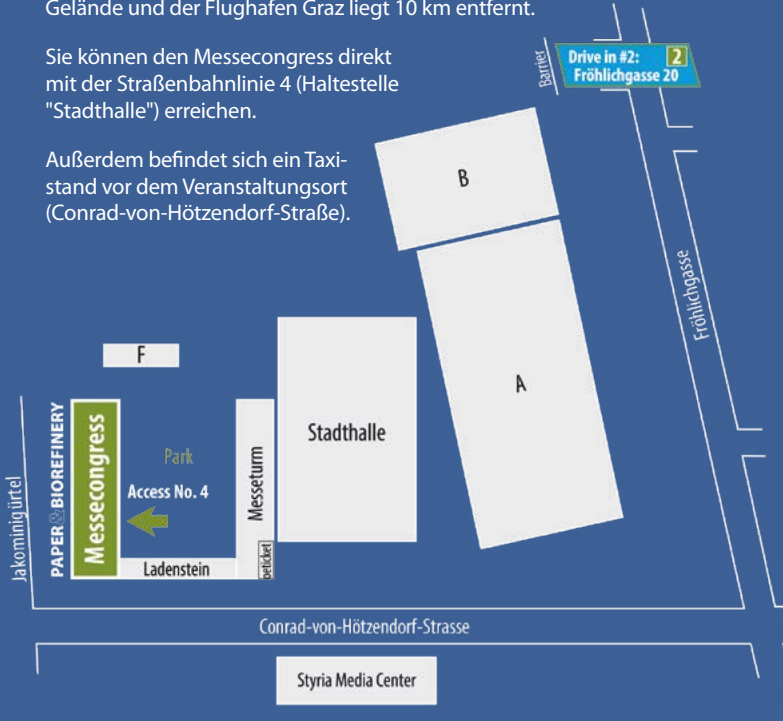 Gelände und der Flughafen Graz liegt 10 km entfernt.
Sie können den Messecongress direkt
mit der Straßenbahnlinie 4 (Haltestelle
"Stadthalle") erreichen.
Außerdem befindet sich ein Taxi-
stand vor dem Veranstaltungsort
(Conrad-von-Hötzendorf-Straße).
Barrier
Drive in #2: 2
Fröhlichgasse 20
B
Fröhlichgasse
F
A
Stadthalle
Jakominigürtel
PAPER & BIOREFINERY
Messecongress
Park
Access No. 4
Messeturm
Ladenstein
oeticket
Conrad-von-Hötzendorf-Strasse
Styria Media Center